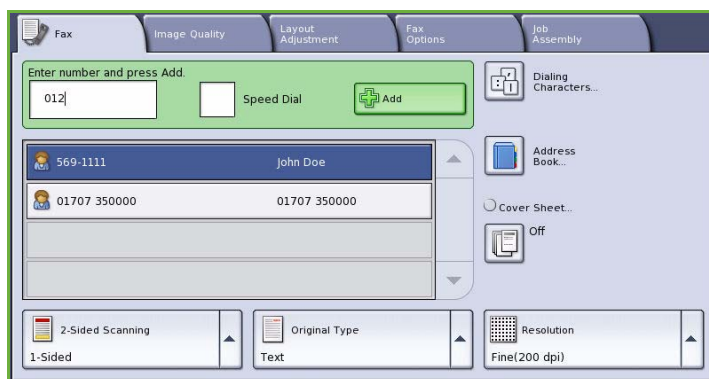 Fax
Image Quality
Layout
Adjustment
Fax
Options
Job
Assembly
Enter number and press Add.
012
Speed Dial
Add
Dialing
Characters...
569-1111 John Doe
01707 350000 01707 350000
Address
Book...
Cover Sheet...
Off
2-Sided Scanning
1-Sided
Original Type
Text
Resolution
Fine(200 dpi)